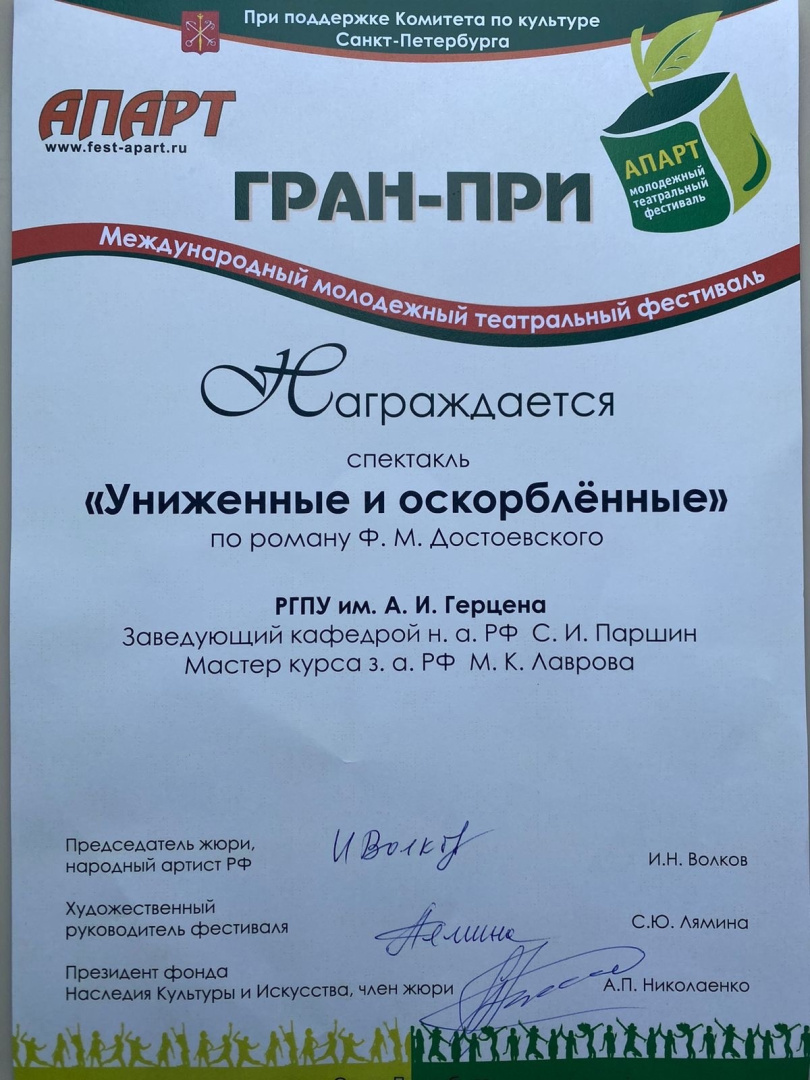 При поддержке Комитета по культуре
Санкт-Петербурга
АПАРТ
www.fest-apart.ru
АПАРТ
молодежный
театральный
фестиваль
ГРАН-ПРИ
Международный молодежный театральный фестиваль
Награждается
спектакль
«Униженные и оскорблённые»
по роману Ф. М. Достоевского
РГПУ им. А. И. Герцена
Заведующий кафедрой н. а. РФ С. И. Паршин
Мастер курса з. а. РФ М. К. Лаврова
Председатель жюри,
народный артист РФ
И Волков
И.Н. Волков
Художественный
руководитель фестиваля
Лямина
С.Ю. Лямина
Президент фонда
Наследия Культуры и Искусства, член жюри
А.П. Николаенко